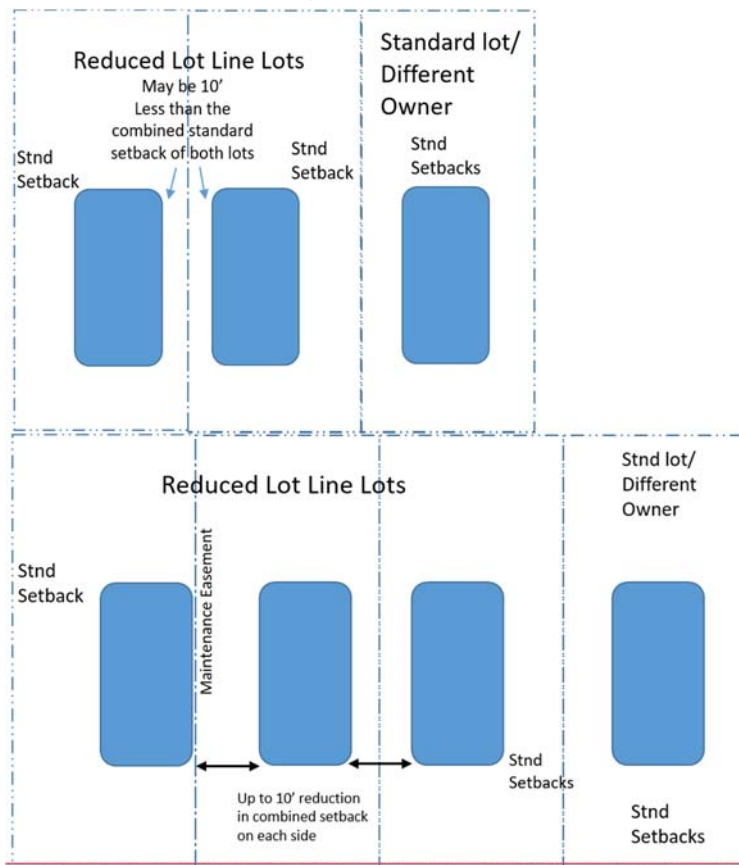 Reduced Lot Line Lots
May be 10'
Less than the
combined standard
setback of both lots
Stnd
Setback
Stnd
Setback
Standard lot/
Different
Owner
Stnd
Setbacks
Reduced Lot Line Lots
Stnd lot/
Different
Owner
Stnd
Setback
Maintenance Easement
Up to 10' reduction
in combined setback
on each side
Stnd
Setbacks
Stnd
Setbacks